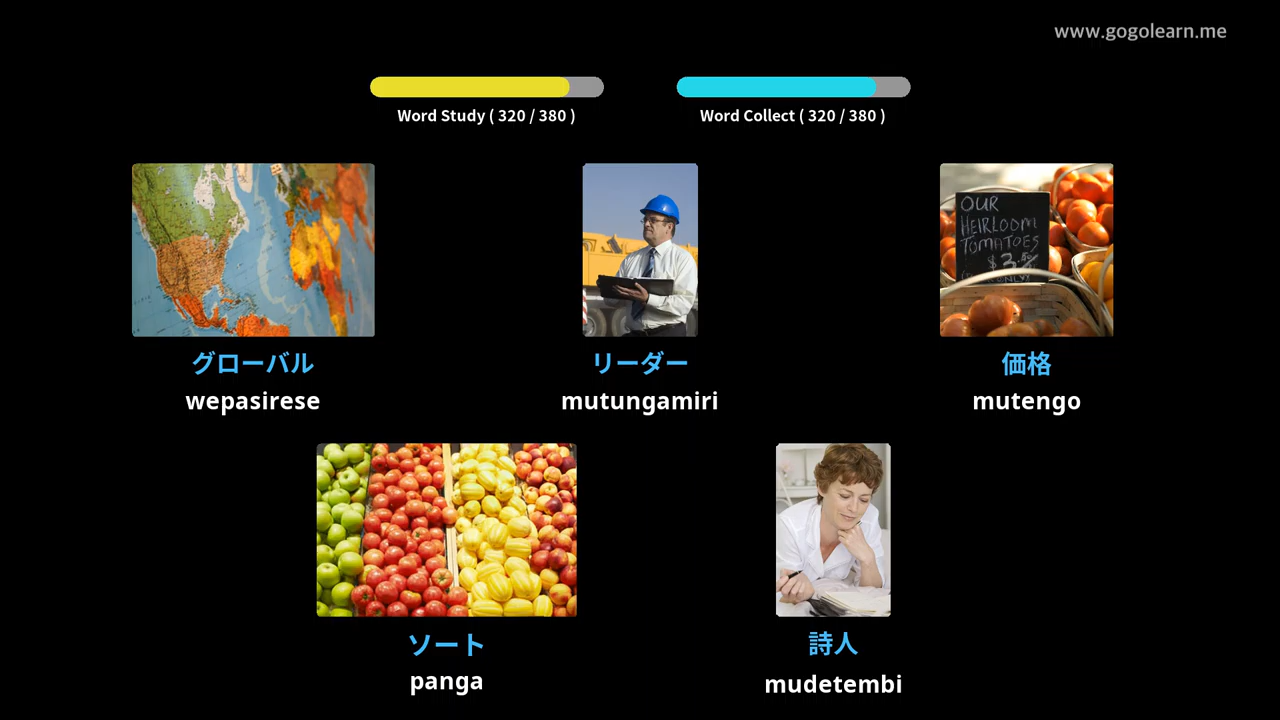 www.gogolearn.me
Word Study ( 320 / 380 )
Word Collect ( 320 / 380 )
OUR
HEIRLOOM
TOMATOES
グローバル
リーダー
価格
wepasirese
mutungamiri
mutengo
ソート
詩人
panga
mudetembi